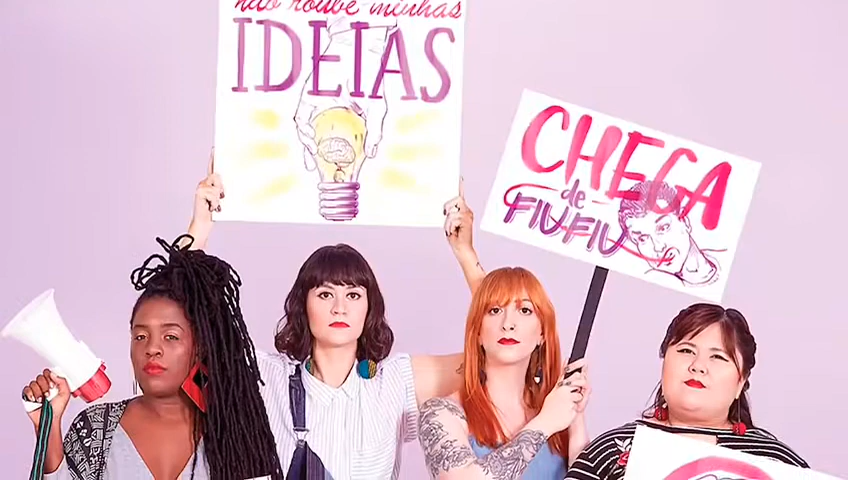 não roube minhas
IDEIAS
CHEGA
de
FIUFIU